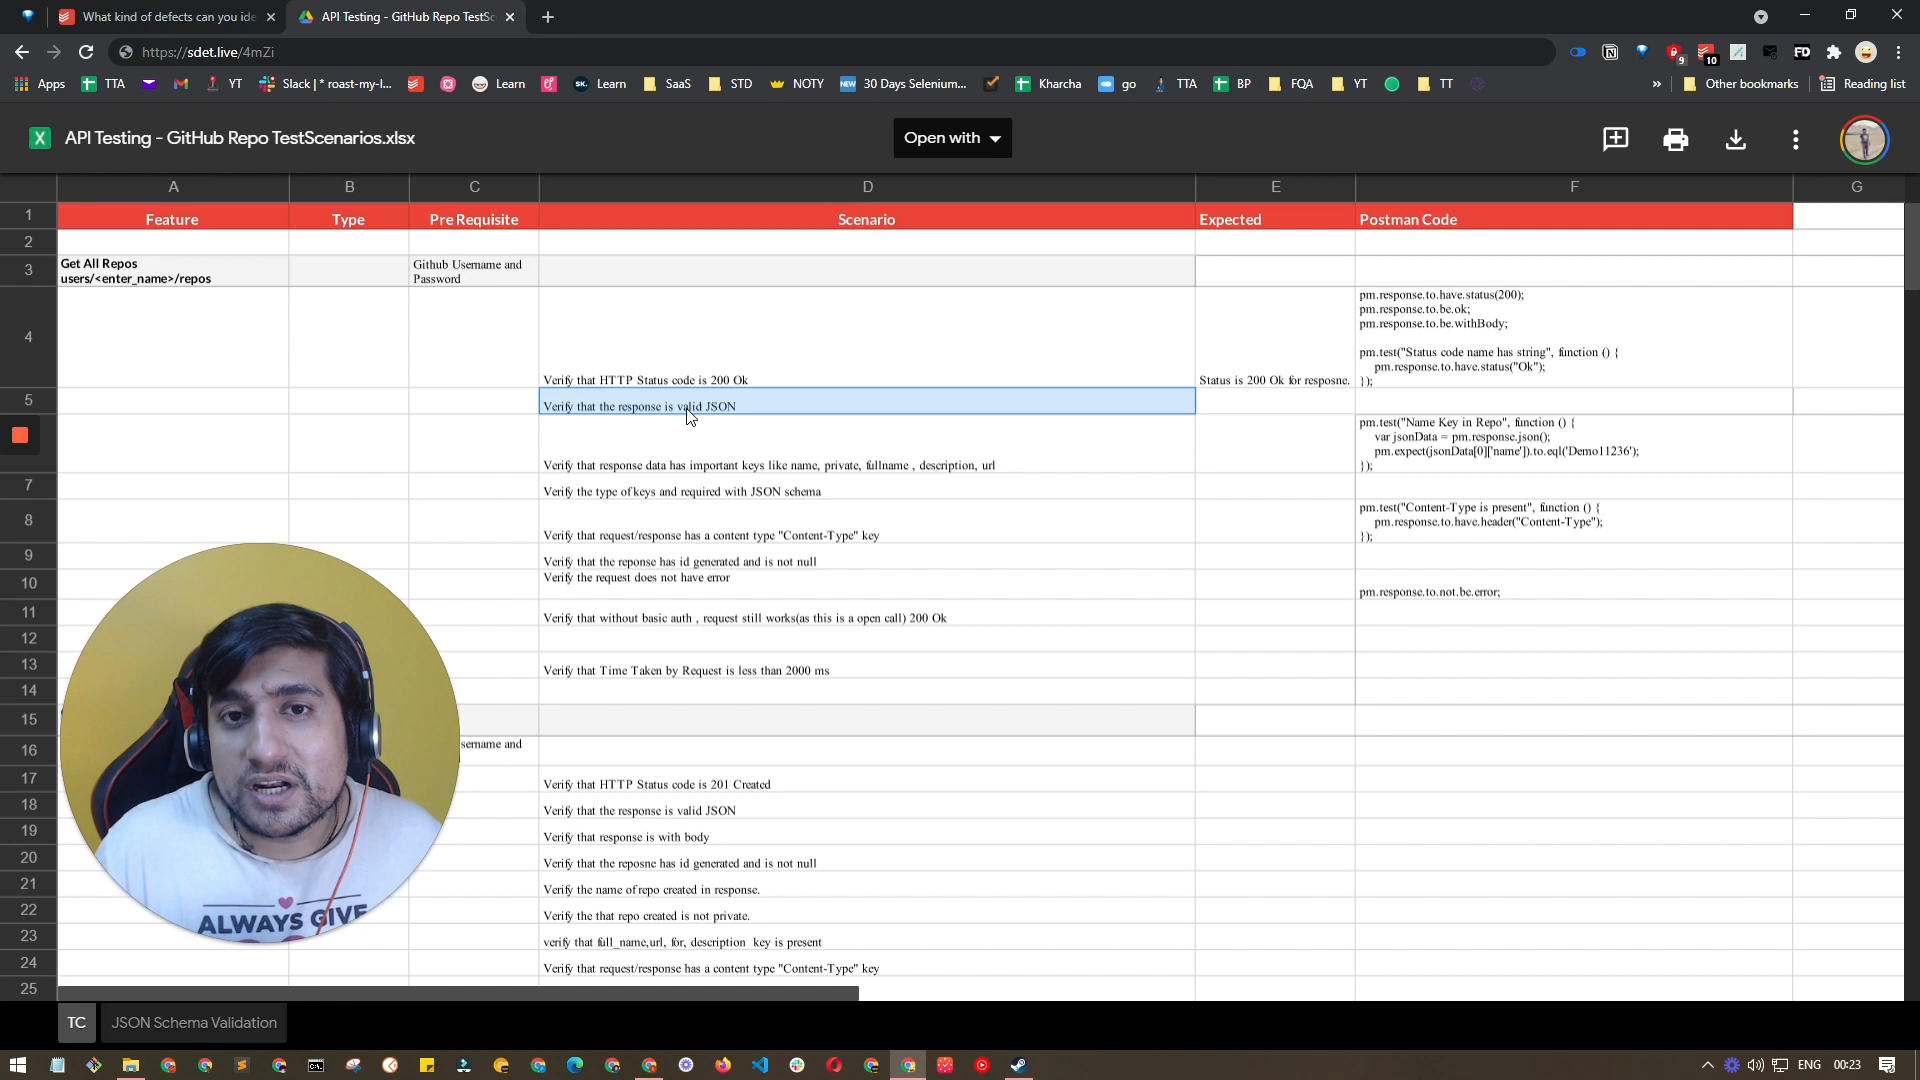 What kind of defects can you ide
API Testing - GitHub Repo TestSc
https://sdet.live/4mZi
9
10
FD
Apps
TTA
YT
Slack | * roast-my-l...
Learn
SK.
Learn
SaaS
STD
NOTY
NEW
30 Days Selenium...
Kharcha
go
TTA
BP
FQA
YT
TT
»
Other bookmarks
Reading list
X
API Testing - GitHub Repo TestScenarios.xlsx
Open with
A B C D E F G
1 Feature Type Pre Requisite Scenario Expected Postman Code
2
3
Get All Repos
users/<enter_name>/repos
Github Username and
Password
4
Verify that HTTP Status code is 200 Ok
Status is 200 Ok for resposne.
pm.response.to.have.status(200);
pm.response.to.be.ok;
pm.response.to.be.withBody;
pm.test("Status code name has string", function () {
pm.response.to.have.status("Ok");
});
5
Verify that the response is valid JSON
Verify that response data has important keys like name, private, fullname , description, url
pm.test("Name Key in Repo", function () {
var jsonData = pm.response.json();
pm.expect(jsonData[0]['name']).to.eql('Demo11236');
});
7
Verify the type of keys and required with JSON schema
8
Verify that request/response has a content type "Content-Type" key
pm.test("Content-Type is present", function () {
pm.response.to.have.header("Content-Type");
});
9
Verify that the reponse has id generated and is not null
10
Verify the request does not have error
pm.response.to.not.be.error;
11
Verify that without basic auth , request still works(as this is a open call) 200 Ok
12
13
Verify that Time Taken by Request is less than 2000 ms
14
15
16
sername and
17
Verify that HTTP Status code is 201 Created
18
Verify that the response is valid JSON
19
Verify that response is with body
20
Verify that the reposne has id generated and is not null
21
Verify the name of repo created in response.
22
Verify the that repo created is not private.
23
verify that full_name,url, for, description key is present
24
Verify that request/response has a content type "Content-Type" key
25
ALWAYS GIVE
TC
JSON Schema Validation
ENG
00:23